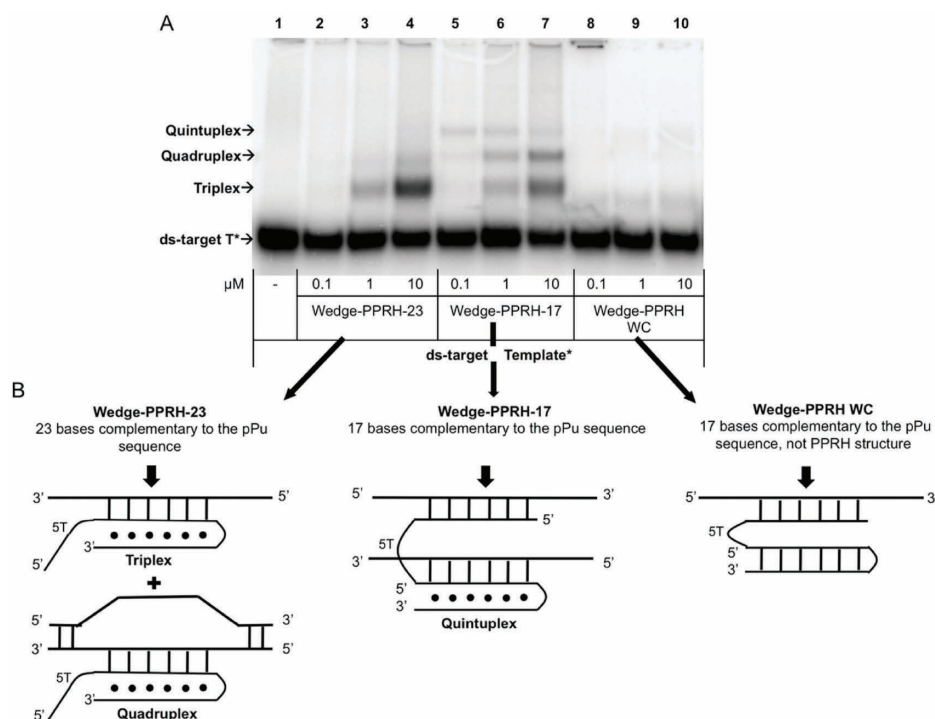 A
1 2 3 4 5 6 7 8 9 10
Quintuplex→
Quadruplex→
Triplex→
ds-target T*→
µM - 0.1 1 10 0.1 1 10 0.1 1 10
Wedge-PPRH-23 Wedge-PPRH-17 Wedge-PPRH
WC
ds-target Template*
B
Wedge-PPRH-23
23 bases complementary to the pPu
sequence
3' 5'
5T
3'
5'
Triplex
+
5' 3'
3' 5'
5T
3'
5'
Quadruplex
Wedge-PPRH-17
17 bases complementary to the pPu sequence
3'
5'
5T
5'
5'
3'
Quintuplex
Wedge-PPRH WC
17 bases complementary to the pPu
sequence, not PPRH structure
5' 3'
5T
5'
3'